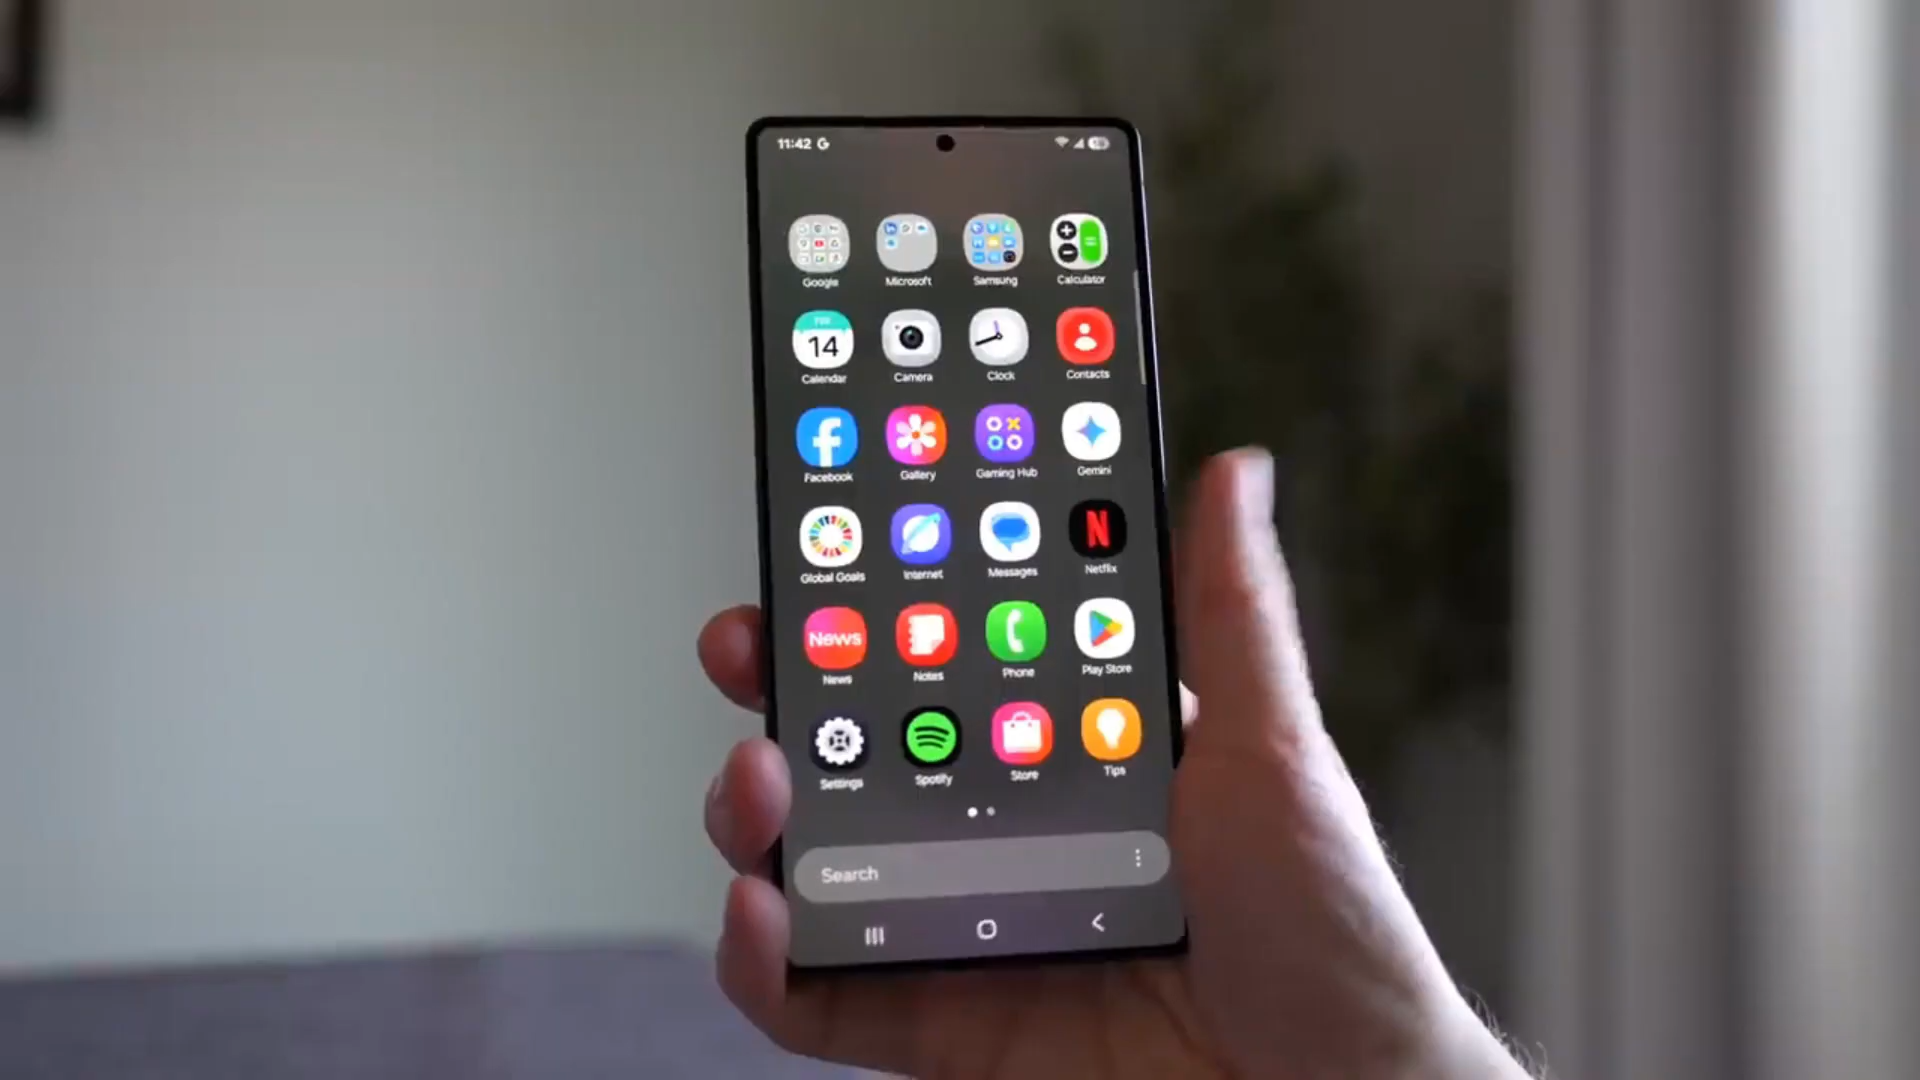 11:42 G
Google Microsoft Samsung Calculator
14
Calendar Camera Clock Contacts
Facebook Gallery Gaming Hub Gemini
N
Global Goals Internet Messages Netflix
News
News Notes Phone Play Store
Settings Spotify Store Tips
Search